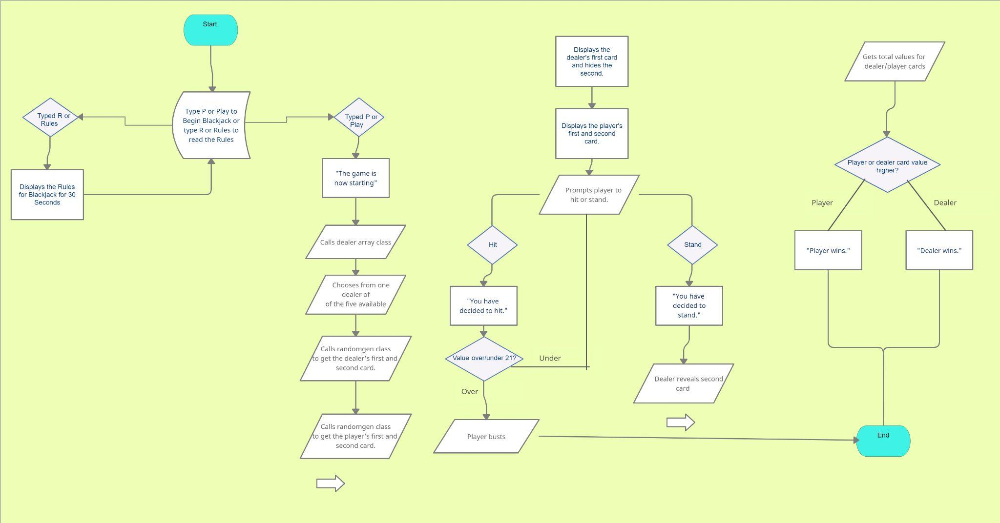 Start
Type P or Play to
Begin Blackjack or
type R or Rules to
read the Rules
Typed R or
Rules
Displays the Rules
for Blackjack for 30
Seconds
Typed P or
Play
"The game is
now starting"
Calls dealer array class
Chooses from one
dealer of
of the five available
Calls randomgen class
to get the dealer's first and
second card.
Calls randomgen class
to get the player's first and
second card.
Displays the
dealer's first card
and hides the
second.
Displays the player's
first and second
card.
Prompts player to
hit or stand.
Hit
"You have
decided to hit."
Value over/under 21?
Under
Over
Player busts
Stand
"You have
decided to
stand."
Dealer reveals second
card
Gets total values for
dealer/player cards
Player or dealer card value
higher?
Player
Dealer
"Player wins."
"Dealer wins."
End